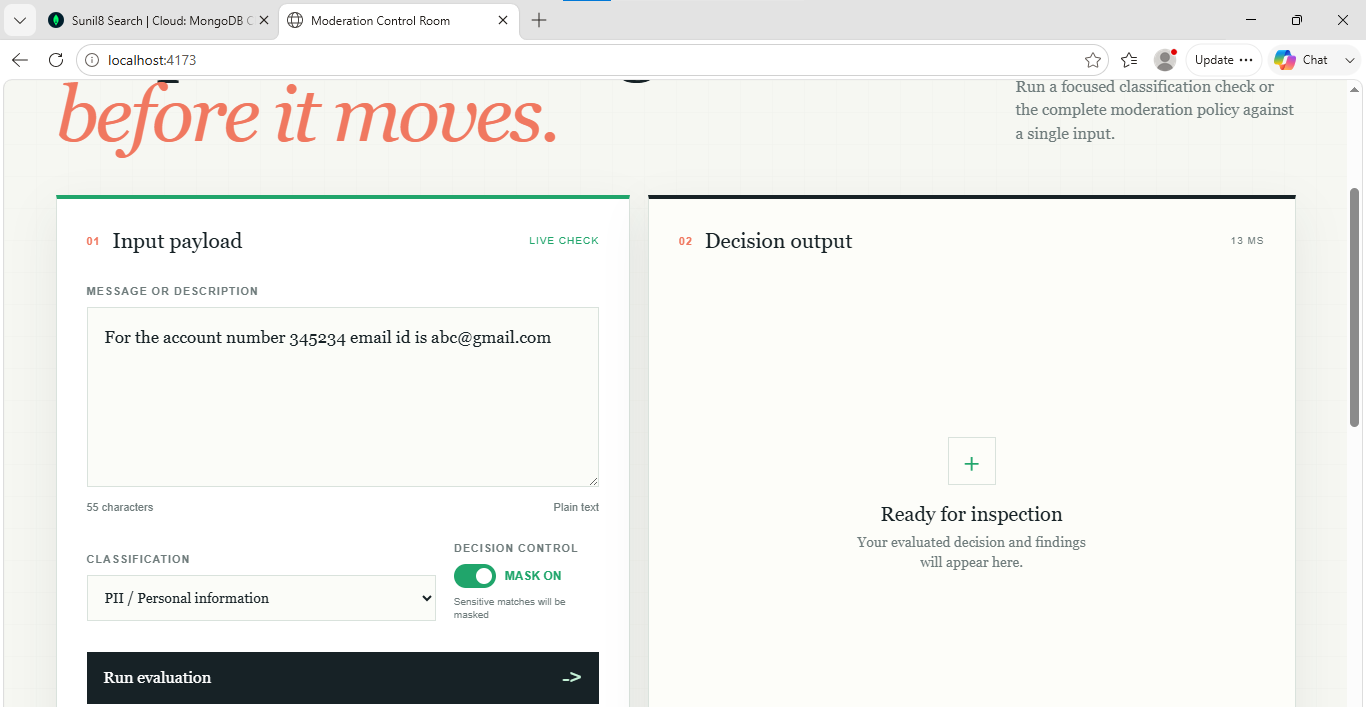 Sunil8 Search | Cloud: MongoDB C
Moderation Control Room
localhost:4173
Update
Chat
before it moves.
Run a focused classification check or
the complete moderation policy against
a single input.
01 Input payload
LIVE CHECK
MESSAGE OR DESCRIPTION
For the account number 345234 email id is abc@gmail.com
55 characters
Plain text
CLASSIFICATION
PII / Personal information
DECISION CONTROL
MASK ON
Sensitive matches will be
masked
Run evaluation ->
02 Decision output
13 MS
+
Ready for inspection
Your evaluated decision and findings
will appear here.